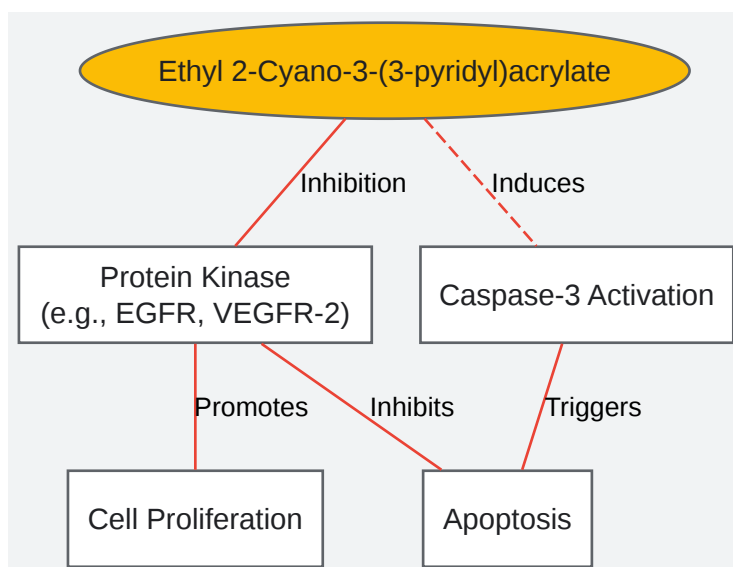 Ethyl 2-Cyano-3-(3-pyridyl)acrylate
Inhibition
Induces
Protein Kinase
(e.g., EGFR, VEGFR-2)
Caspase-3 Activation
Promotes
Inhibits
Triggers
Cell Proliferation
Apoptosis